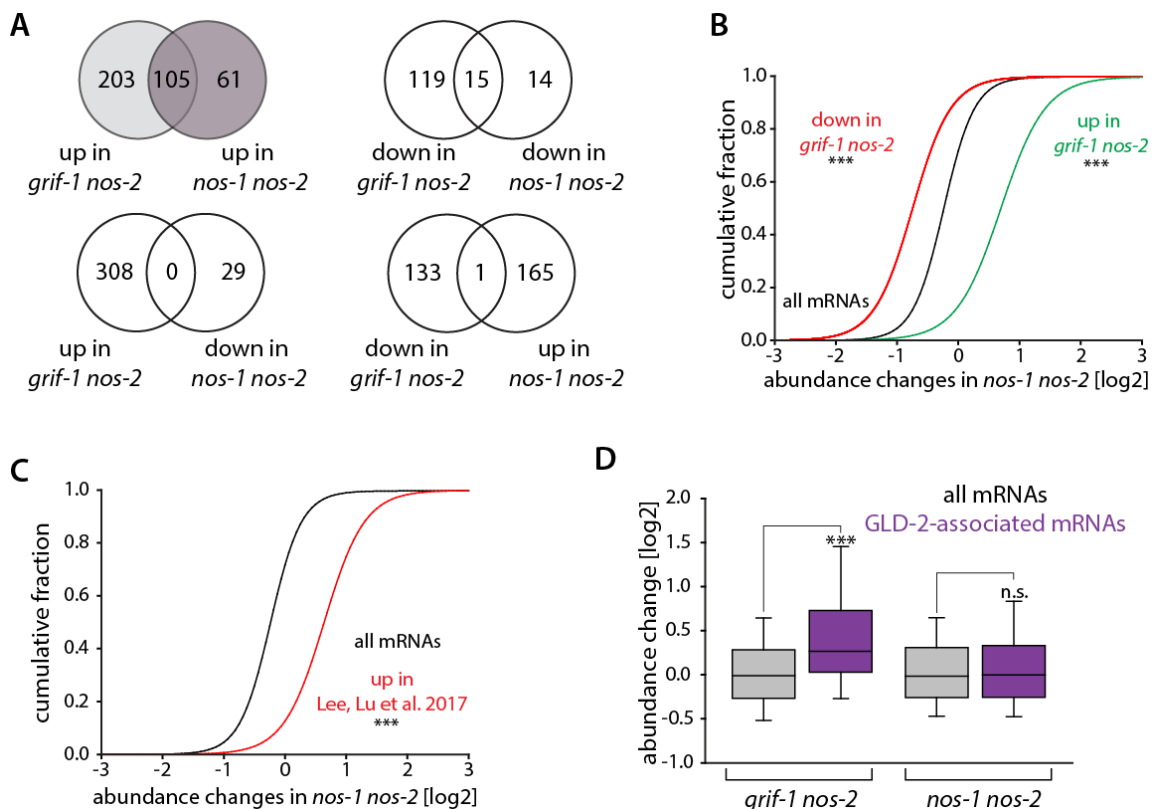 A
203 105 61
up in
grif-1 nos-2
up in
nos-1 nos-2
119 15 14
down in
grif-1 nos-2
down in
nos-1 nos-2
308 0 29
up in
grif-1 nos-2
down in
nos-1 nos-2
133 1 165
down in
grif-1 nos-2
up in
nos-1 nos-2
B
cumulative fraction
1.0
0.8
0.6
0.4
0.2
0.0
down in
grif-1 nos-2
***
up in
grif-1 nos-2
***
all mRNAs
-3 -2 -1 0 1 2 3
abundance changes in nos-1 nos-2 [log2]
C
cumulative fraction
1.0
0.8
0.6
0.4
0.2
0.0
all mRNAs
up in
Lee, Lu et al. 2017
***
-3 -2 -1 0 1 2 3
abundance changes in nos-1 nos-2 [log2]
D
abundance change [log2]
2.0
1.5
1.0
0.5
0.0
-0.5
-1.0
all mRNAs
GLD-2-associated mRNAs
***
n.s.
grif-1 nos-2
nos-1 nos-2